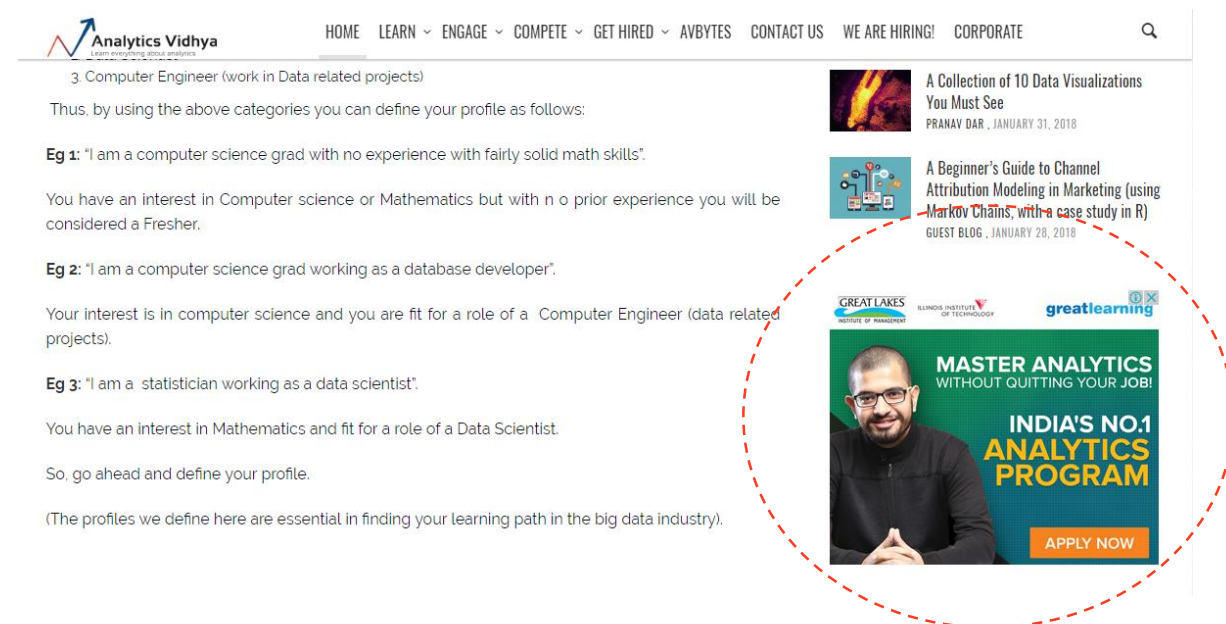 Analytics Vidhya
Learn everything about analytics
HOME LEARN ENGAGE COMPETE GET HIRED AVBYTES CONTACT US WE ARE HIRING! CORPORATE
2. Data Scientist
3. Computer Engineer (work in Data related projects)
Thus, by using the above categories you can define your profile as follows:
Eg 1: “I am a computer science grad with no experience with fairly solid math skills”.
You have an interest in Computer science or Mathematics but with n o prior experience you will be
considered a Fresher.
Eg 2: “I am a computer science grad working as a database developer”.
Your interest is in computer science and you are fit for a role of a Computer Engineer (data related
projects).
Eg 3: “I am a statistician working as a data scientist”.
You have an interest in Mathematics and fit for a role of a Data Scientist.
So, go ahead and define your profile.
(The profiles we define here are essential in finding your learning path in the big data industry).
A Collection of 10 Data Visualizations
You Must See
PRANAV DAR , JANUARY 31, 2018
A Beginner’s Guide to Channel
Attribution Modeling in Marketing (using
Markov Chains, with a case study in R)
GUEST BLOG , JANUARY 28, 2018
GREAT LAKES
INSTITUTE OF MANAGEMENT
ILLINOIS INSTITUTE
OF TECHNOLOGY
greatlearning
MASTER ANALYTICS
WITHOUT QUITTING YOUR JOB!
INDIA'S NO.1
ANALYTICS
PROGRAM
APPLY NOW